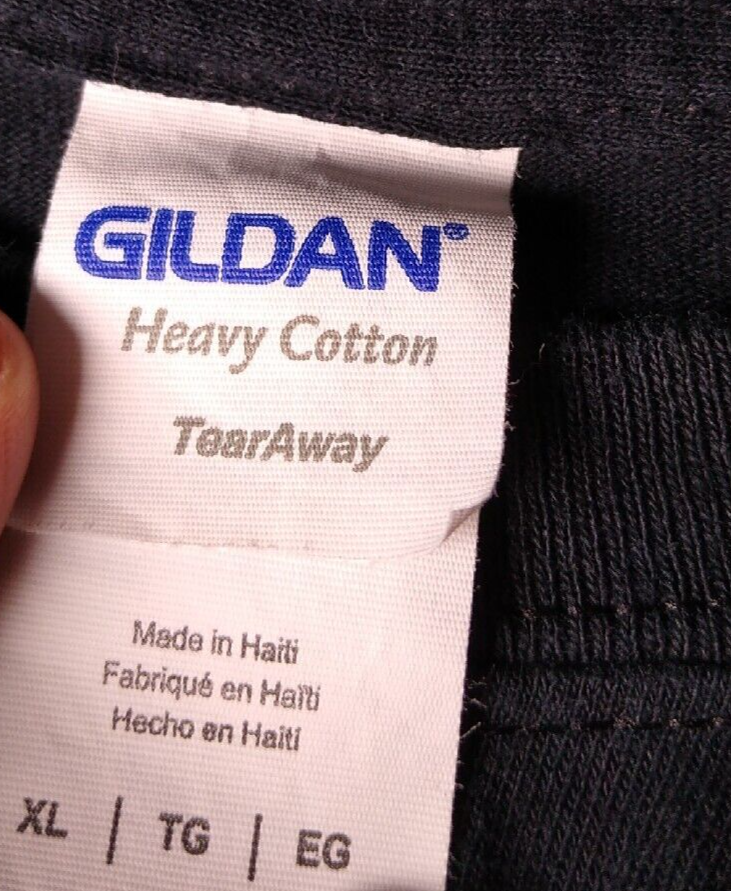 GILDAN®
Heavy Cotton
TearAway
Made in Haiti
Fabriqué en Haïti
Hecho en Haití
XL | TG | EG